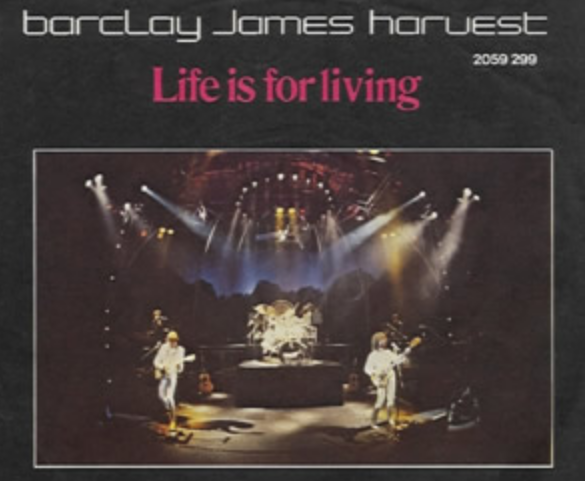 barclay James harvest
2059 299
Life is for living